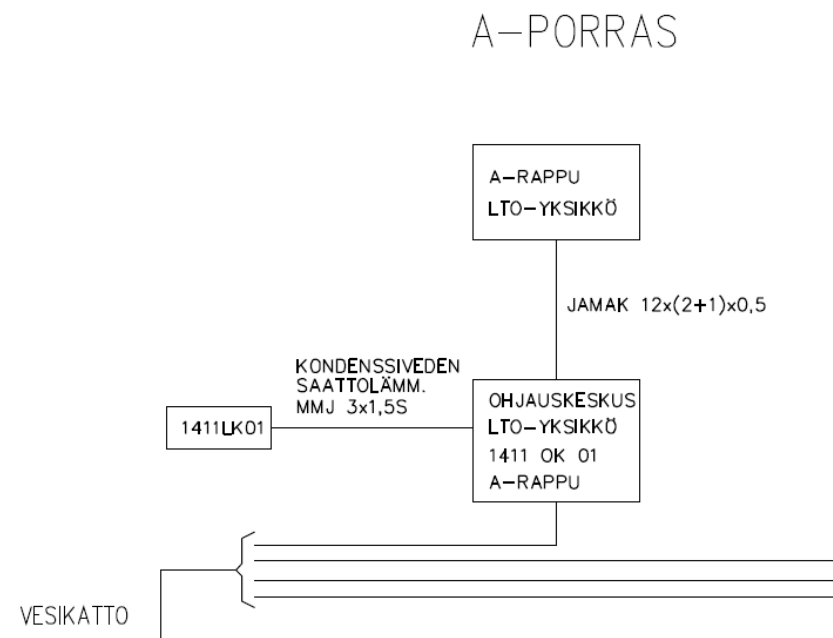 A-PORRAS
A-RAPPU
LTO-YKSIKKÖ
JAMAK 12x(2+1)x0,5
KONDENSSIVEDEN
SAATTOLÄMM.
MMJ 3x1,5S
1411LK01
OHJAUSKESKUS
LTO-YKSIKKÖ
1411 OK 01
A-RAPPU
VESIKATTO